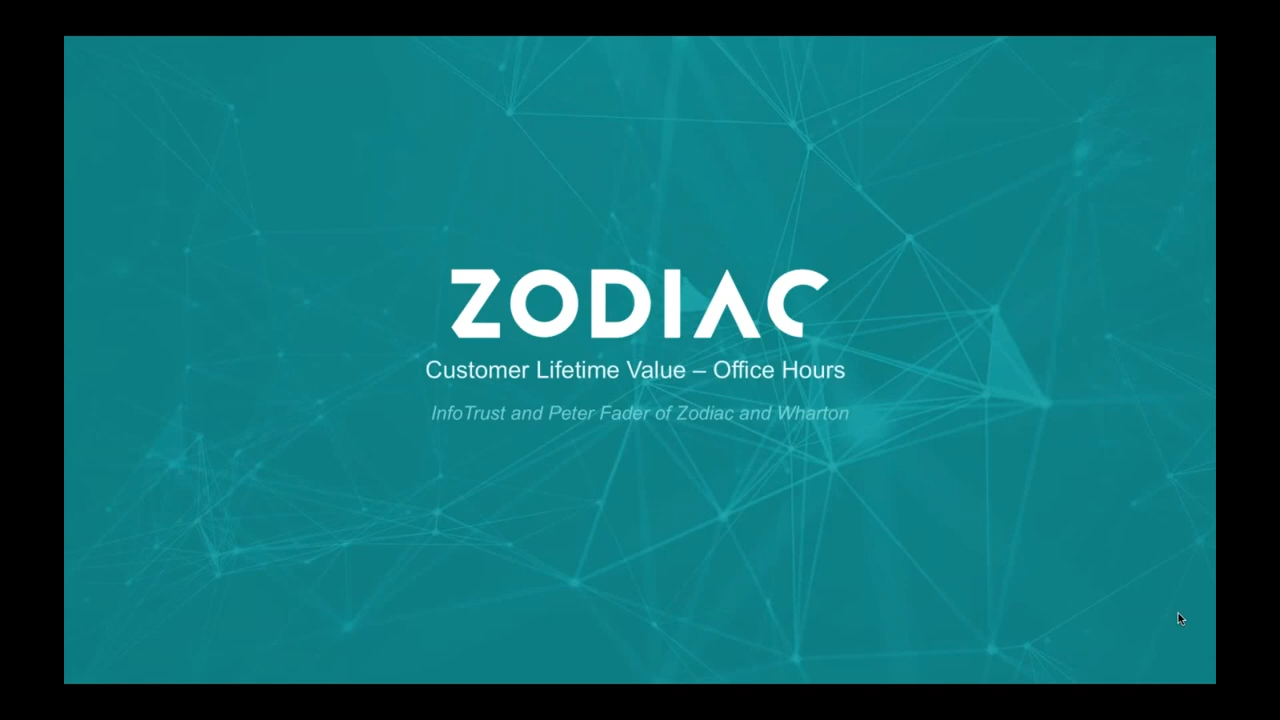 ZODIAC
Customer Lifetime Value – Office Hours
InfoTrust and Peter Fader of Zodiac and Wharton